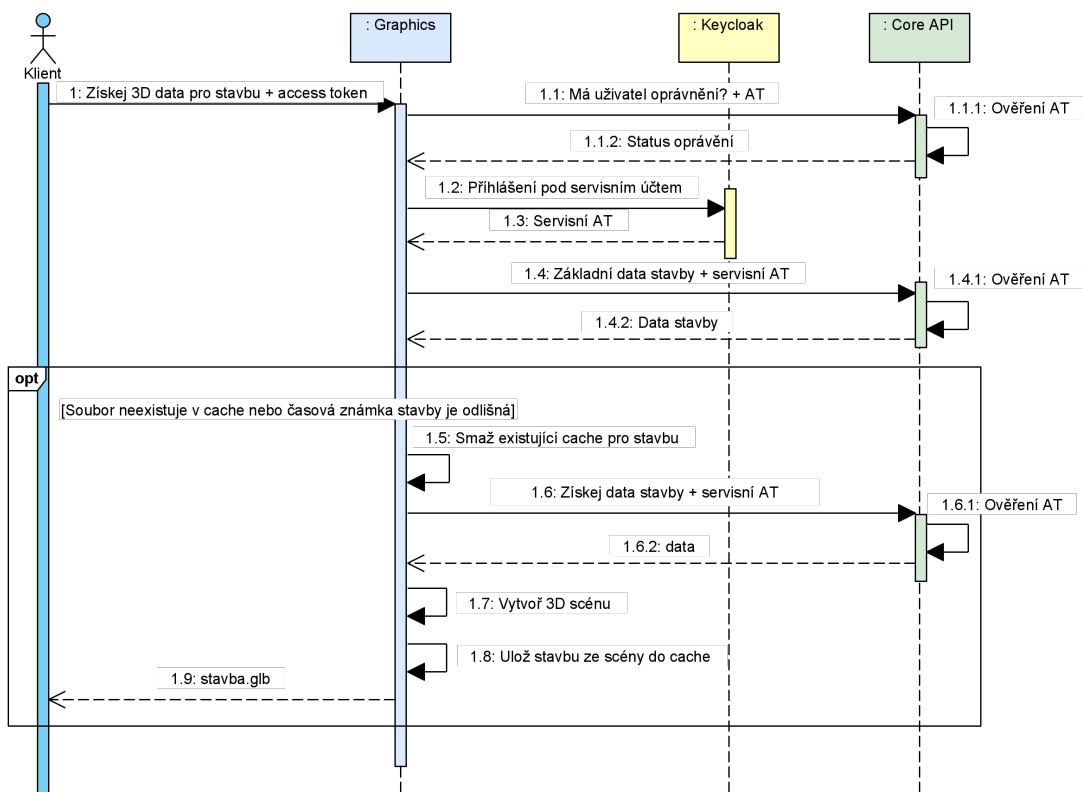 : Graphics
: Keycloak
: Core API
Klient
1: Získej 3D data pro stavbu + access token
1.1: Má uživatel oprávnění? + AT
1.1.1: Ověření AT
1.1.2: Status oprávění
1.2: Příhlášení pod servisním účtem
1.3: Servisní AT
1.4: Základní data stavby + servisní AT
1.4.1: Ověření AT
1.4.2: Data stavby
opt
[Soubor neexistuje v cache nebo časová známka stavby je odlišná]
1.5: Smaž existující cache pro stavbu
1.6: Získej data stavby + servisní AT
1.6.1: Ověření AT
1.6.2: data
1.7: Vytvoř 3D scénu
1.8: Ulož stavbu ze scény do cache
1.9: stavba.glb